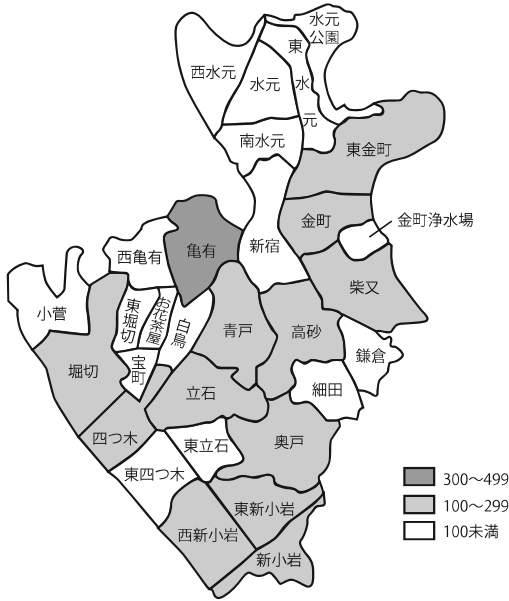 水元
公園
東
水
元
西水元
水元
南水元
東金町
金町
金町浄水場
新宿
亀有
西亀有
柴又
小菅
東堀切
お花茶屋
白鳥
青戸
高砂
鎌倉
堀切
宝町
細田
立石
四つ木
東立石
奥戸
東四つ木
東新小岩
西新小岩
新小岩
300〜499
100〜299
100未満